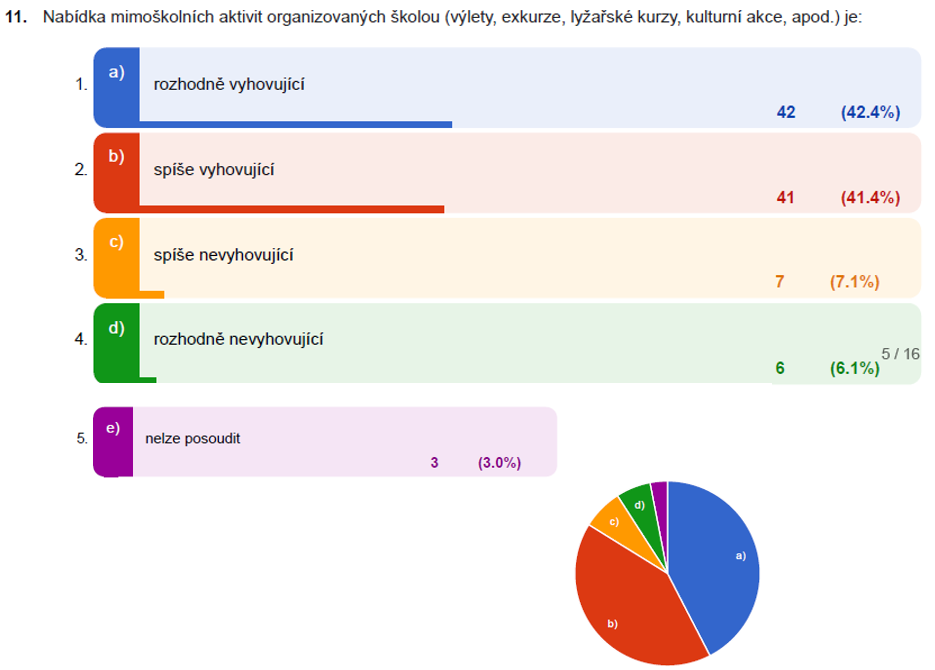 11. Nabídka mimoškolních aktivit organizovaných školou (výlety, exkurze, lyžařské kurzy, kulturní akce, apod.) je:
1. a) rozhodně vyhovující
42 (42.4%)
2. b) spíše vyhovující
41 (41.4%)
3. c) spíše nevyhovující
7 (7.1%)
4. d) rozhodně nevyhovující
5 / 16
6 (6.1%)
5. e) nelze posoudit
3 (3.0%)
d)
c)
a)
b)